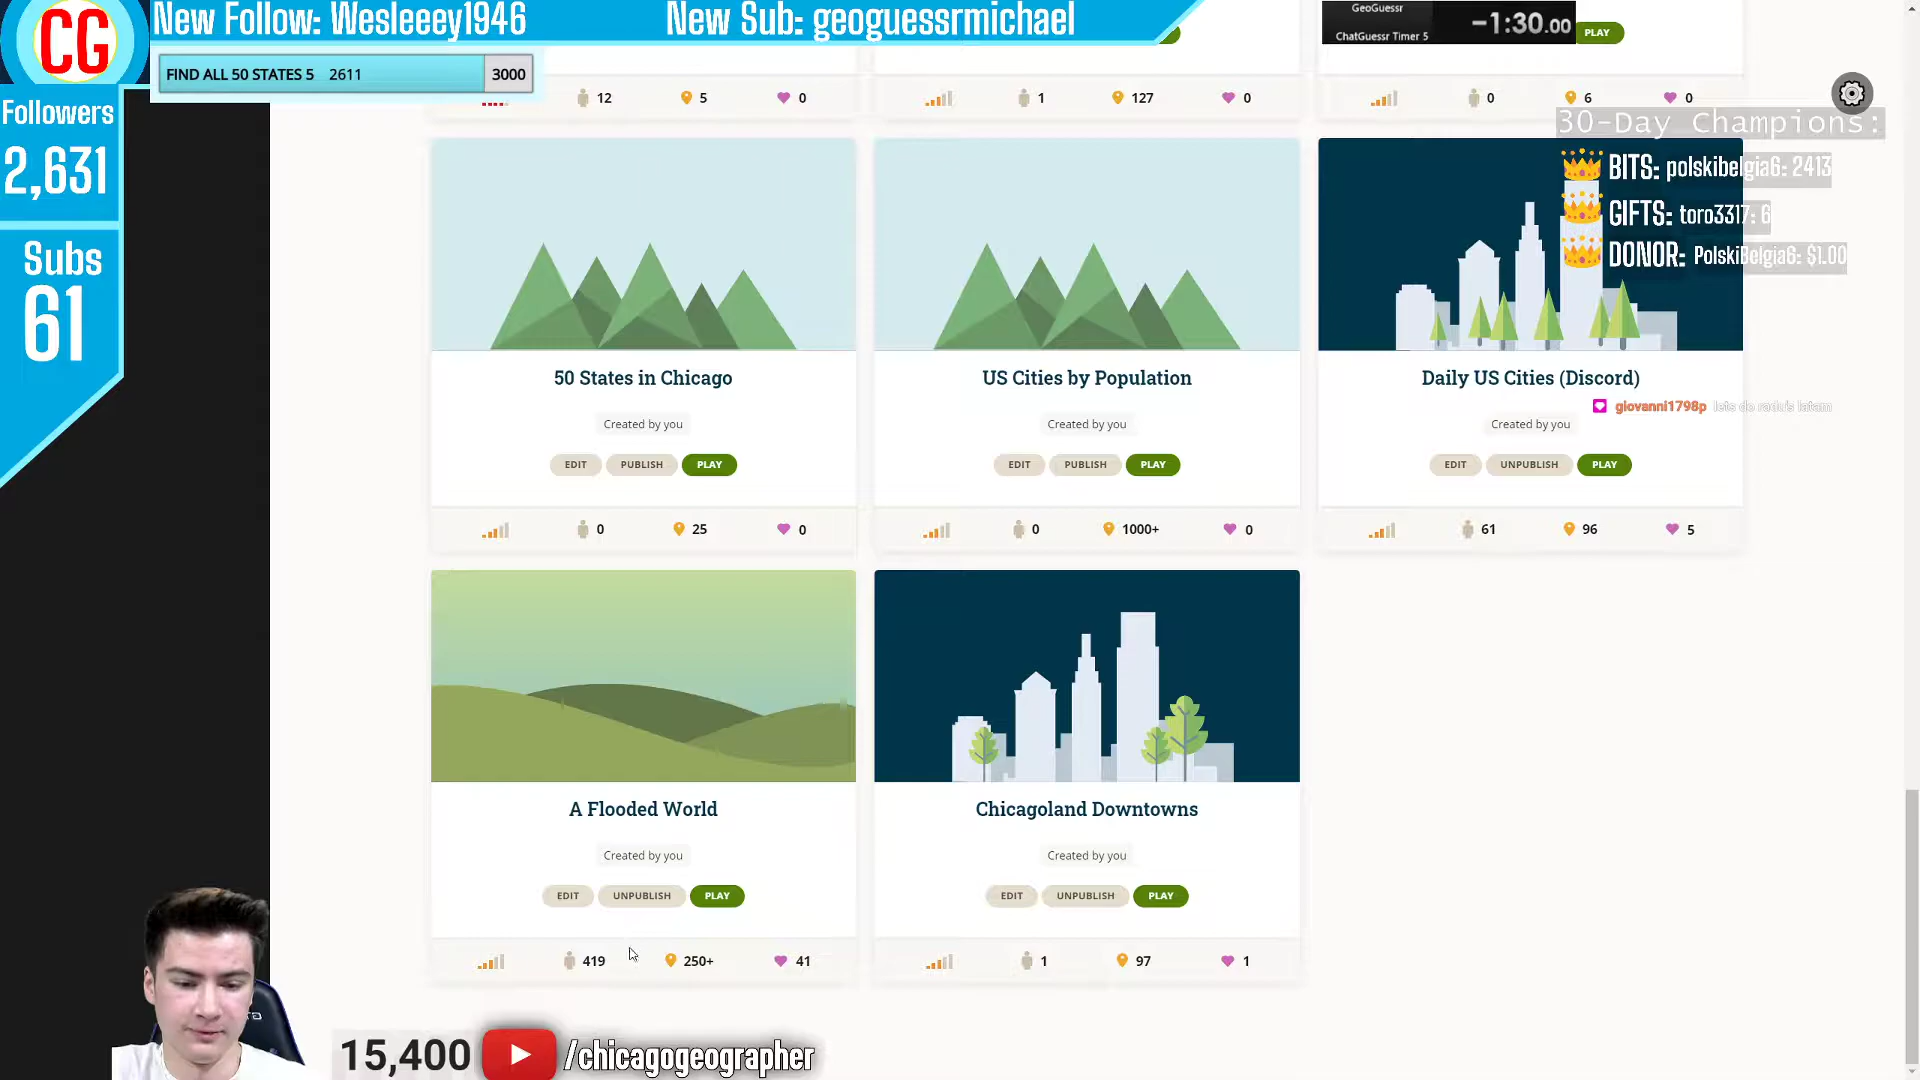 CG
New Follow: Wesleeey1946
New Sub: geoguessrmichael
GeoGuessr
ChatGuessr Timer 5
−1:30.00
PLAY
FIND ALL 50 STATES 5 2611
3000
Followers
2,631
Subs
61
12 5 0
1 127 0
0 6 0
30-Day Champions:
BITS: polskibelgia6: 2413
GIFTS: toro3317: 6
DONOR: PolskiBelgia6: $1.00
50 States in Chicago
Created by you
EDIT PUBLISH PLAY
0 25 0
US Cities by Population
Created by you
EDIT PUBLISH PLAY
0 1000+ 0
Daily US Cities (Discord)
giovanni1798p lets do radu's latam
Created by you
EDIT UNPUBLISH PLAY
61 96 5
A Flooded World
Created by you
EDIT UNPUBLISH PLAY
419 250+ 41
Chicagoland Downtowns
Created by you
EDIT UNPUBLISH PLAY
1 97 1
15,400 /chicagogeographer